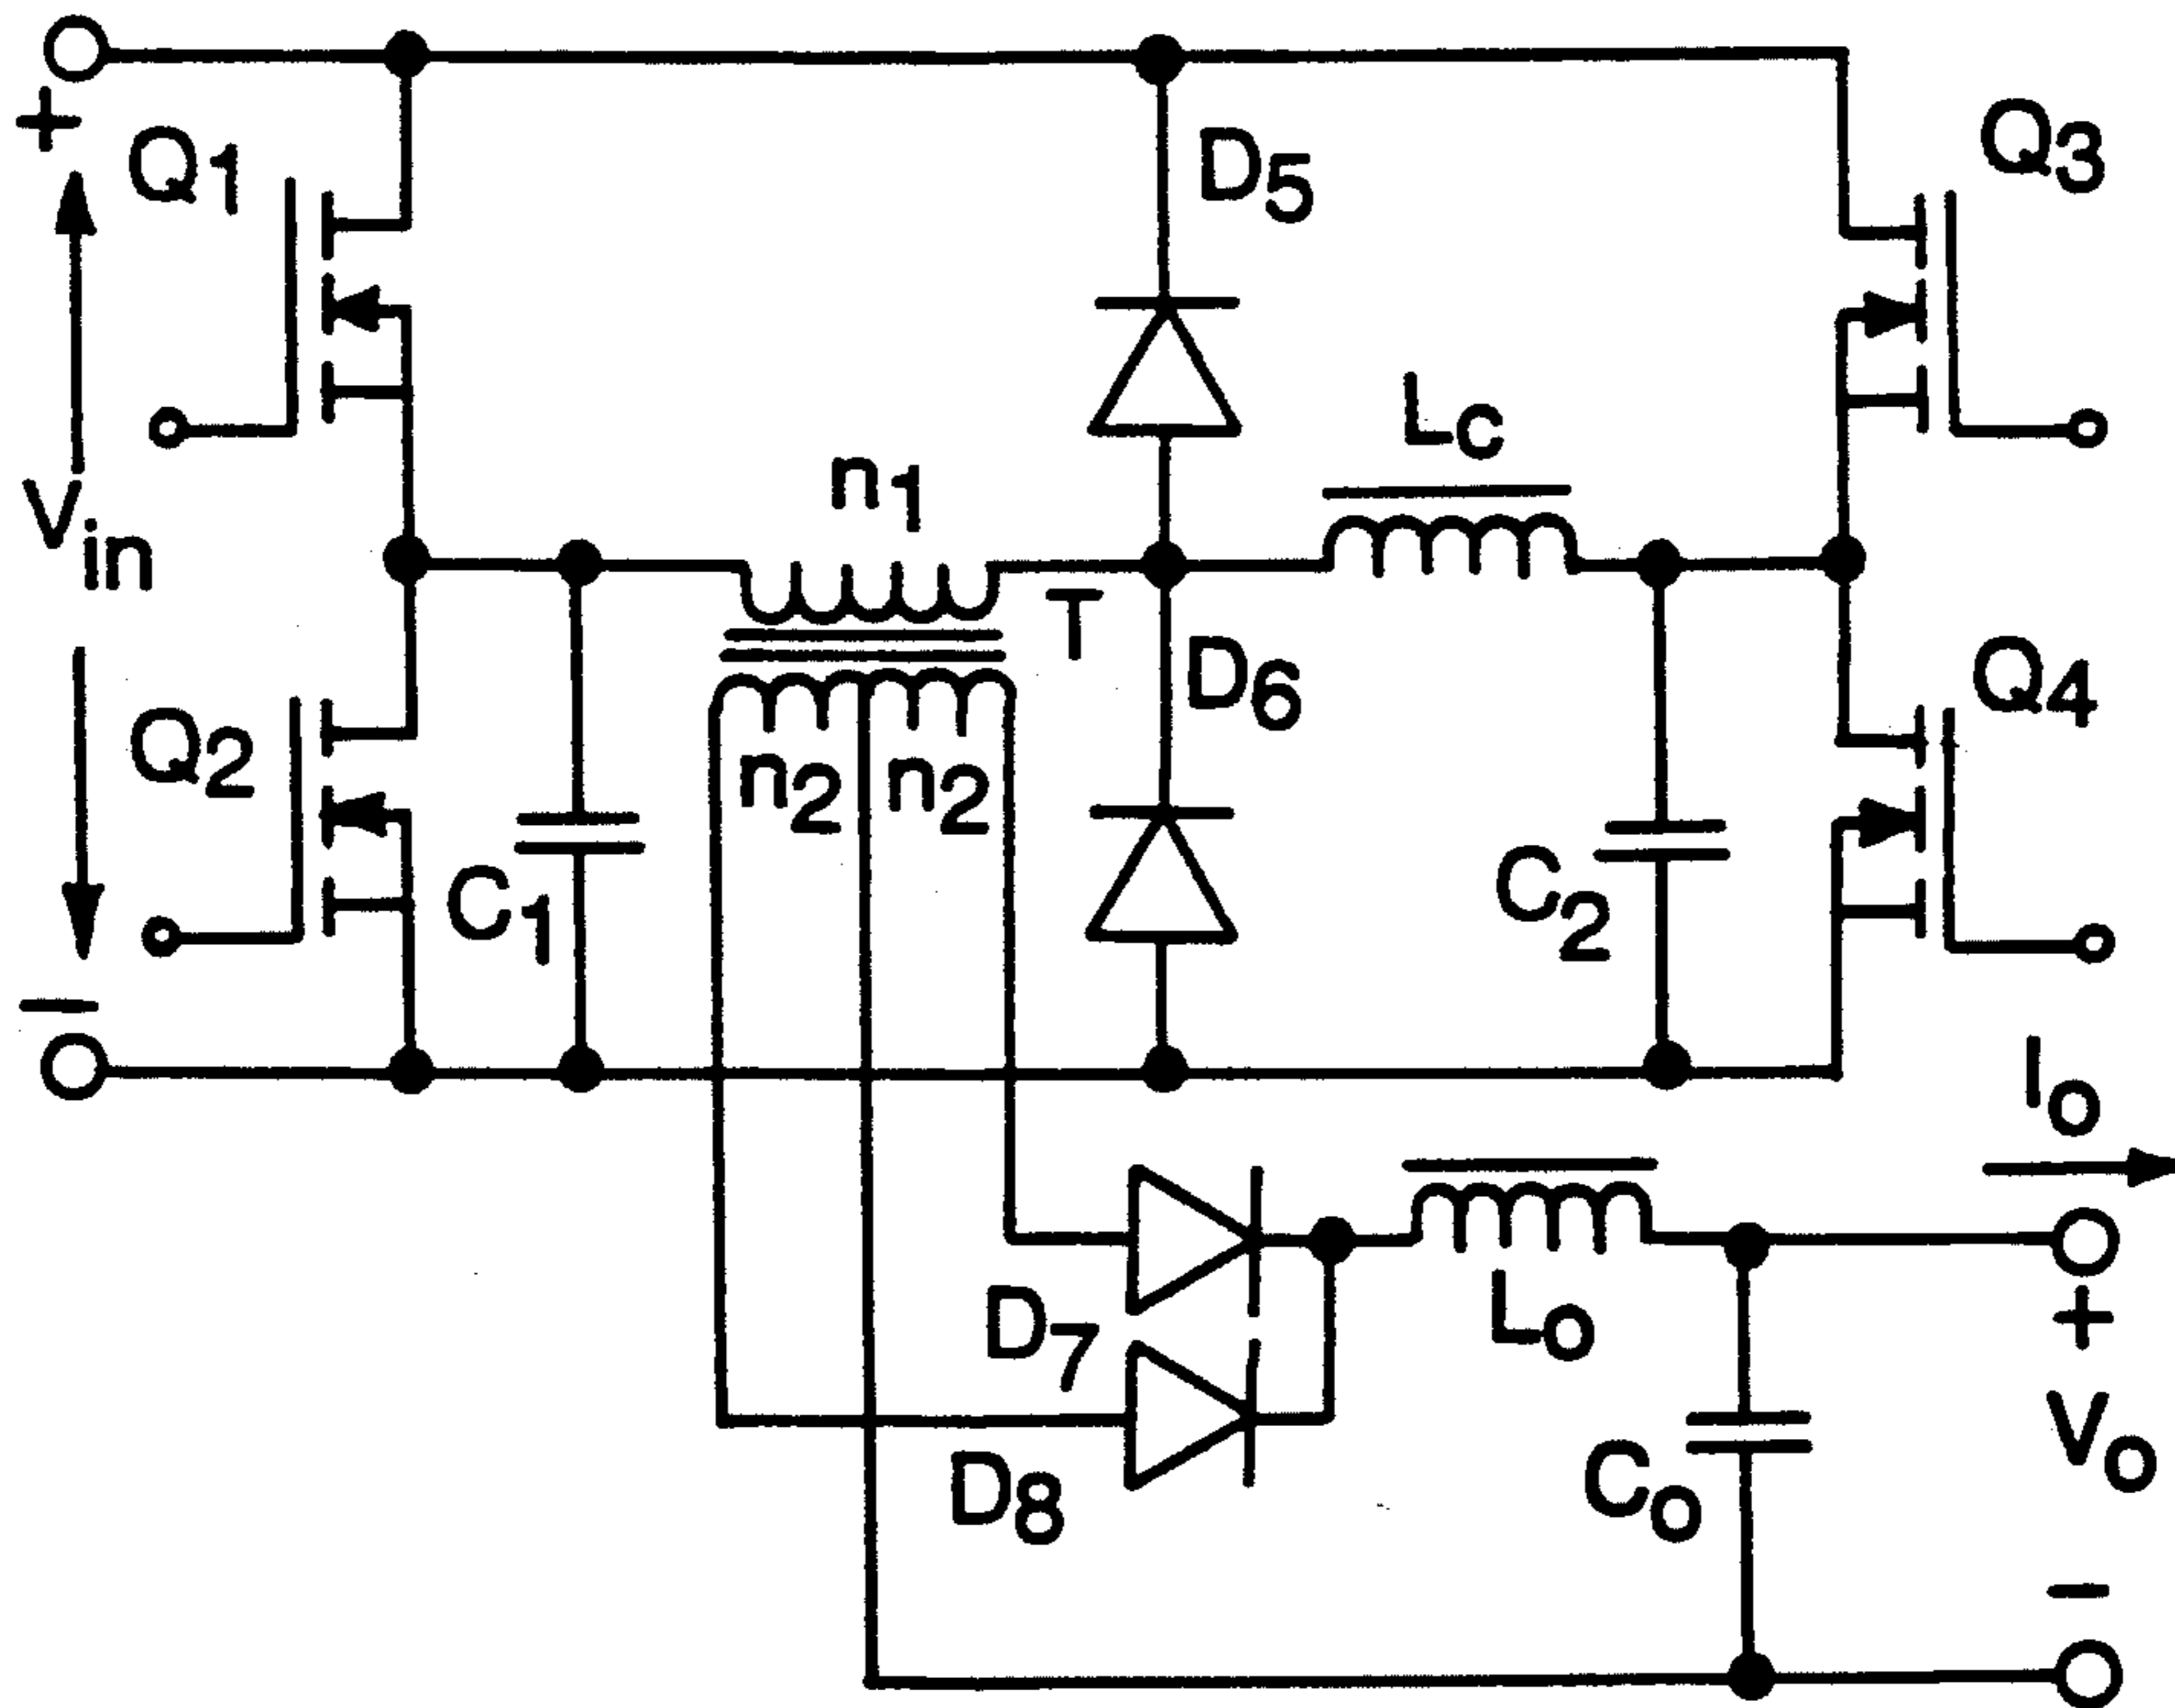 +
Q1
D5
Q3
Vin
n1
LC
T
Q2
n2 n2
D6
Q4
C1
C2
−
IO
D7
LO
+
D8
CO
VO
−